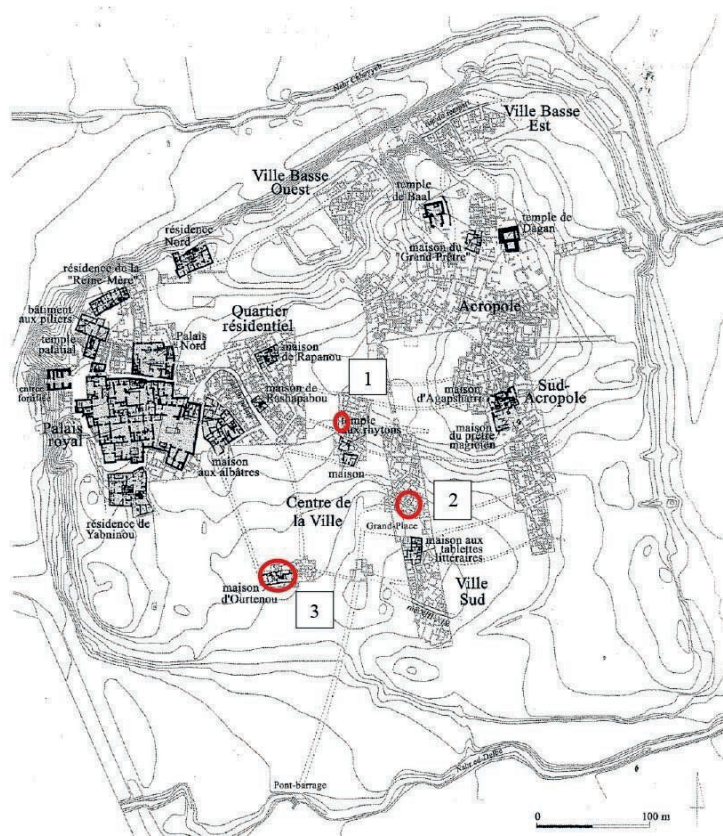 Nahr Chbayyeb
Ville Basse
Est
Ville Basse
Ouest
temple
de Baal
temple de
Dagan
résidence
Nord
maison du
"Grand-Prêtre"
résidence de la
"Reine-Mère"
Acropole
bâtiment
aux piliers
Quartier
résidentiel
temple
palatial
Palais
Nord
maison
de Rapanou
1
entrée
fortifiée
maison de
Rashapabou
maison
d'Agapsharri
Sud-
Acropole
temple
aux rhytons
Palais
royal
maison
du prêtre
magicien
maison
aux albâtres
maison
2
Centre de
la Ville
résidence de
Yabninou
Grand-Place
maison aux
tablettes
littéraires
maison
d'Ourtenou
3
Ville
Sud
Nahr ed-Delbé
Pont-barrage
0 100 m